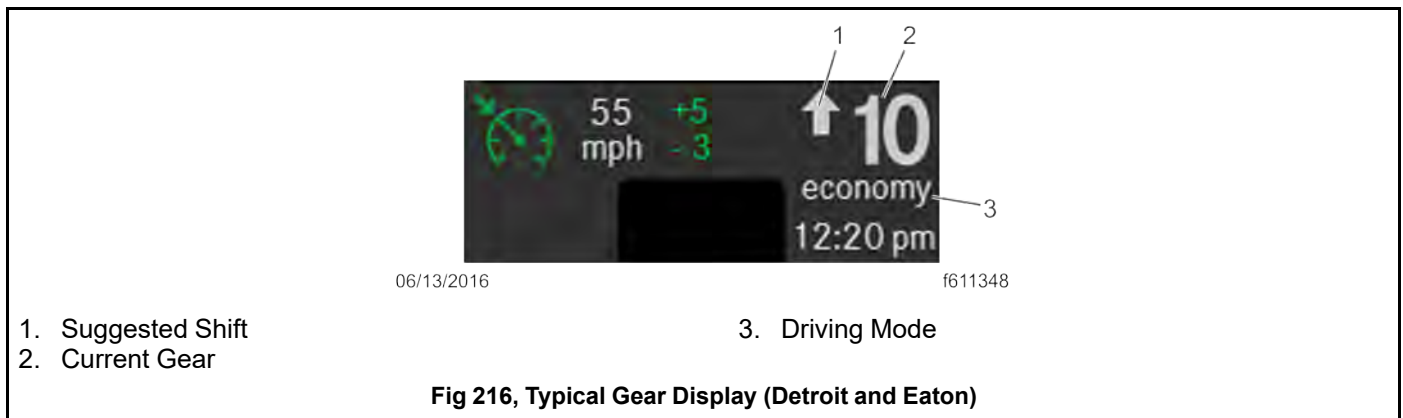 1 2
55 +5
mph - 3
10
economy
3
12:20 pm
06/13/2016 f611348
1. Suggested Shift
2. Current Gear
3. Driving Mode
Fig 216, Typical Gear Display (Detroit and Eaton)